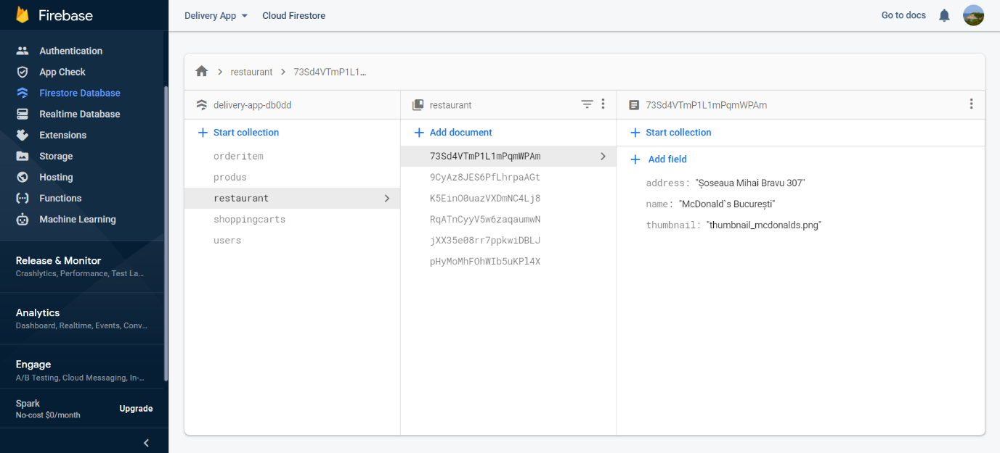 Firebase
Authentication
App Check
Firestore Database
Realtime Database
Extensions
Storage
Hosting
Functions
Machine Learning
Release & Monitor
Crashlytics, Performance, Test La...
Analytics
Dashboard, Realtime, Events, Conv...
Engage
A/B Testing, Cloud Messaging, In-...
Spark
No-cost $0/month
Upgrade
Delivery App
Cloud Firestore
Go to docs
restaurant
73Sd4VTmP1L1...
delivery-app-db0dd
Start collection
orderitem
produs
restaurant
shoppingcarts
users
restaurant
Add document
73Sd4VTmP1L1mPqmWPAm
9CyAz8JES6PfLhrpaAGt
K5EinO0uazVXDmNC4Lj8
RqATnCyyV5w6zaqaumwN
jXX35e08rr7ppkwiDBLJ
pHyMoMhFOhWIb5uKPl4X
73Sd4VTmP1L1mPqmWPAm
Start collection
Add field
address: "Șoseaua Mihai Bravu 307"
name: "McDonald`s București"
thumbnail: "thumbnail_mcdonalds.png"